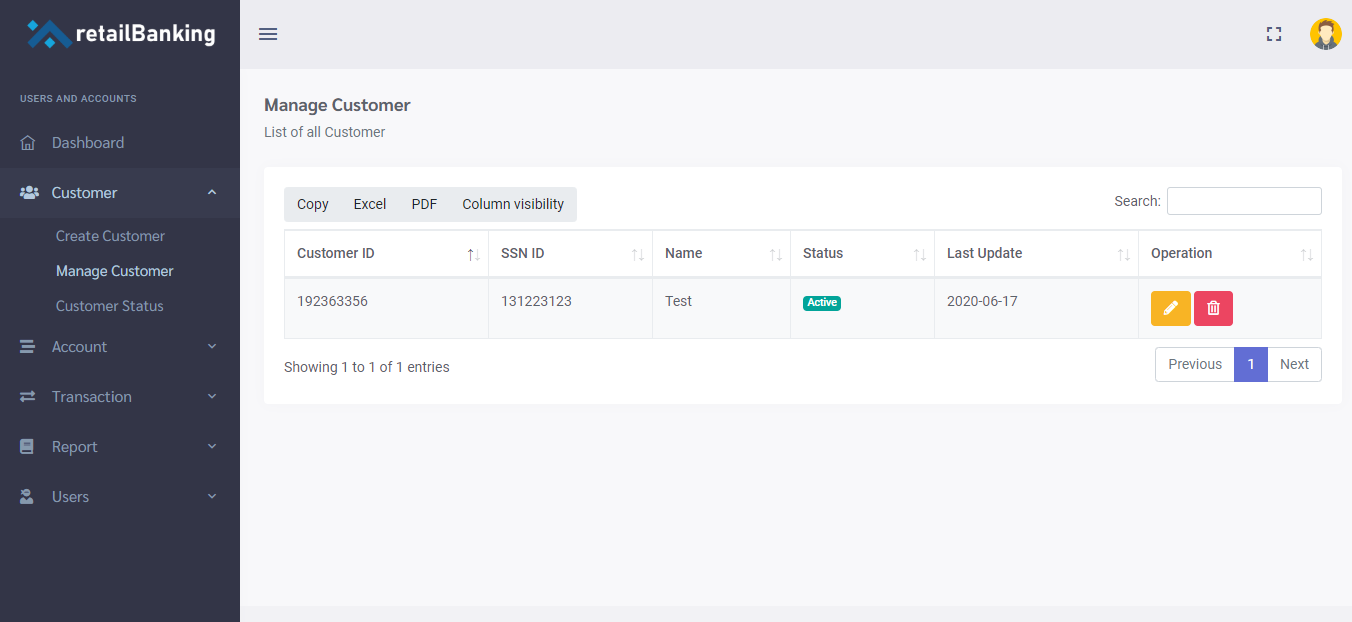 retailBanking
USERS AND ACCOUNTS
Dashboard
Customer
Create Customer
Manage Customer
Customer Status
Account
Transaction
Report
Users
Manage Customer
List of all Customer
Copy Excel PDF Column visibility
Search:
Customer ID SSN ID Name Status Last Update Operation
192363356 131223123 Test Active 2020-06-17
Showing 1 to 1 of 1 entries
Previous 1 Next